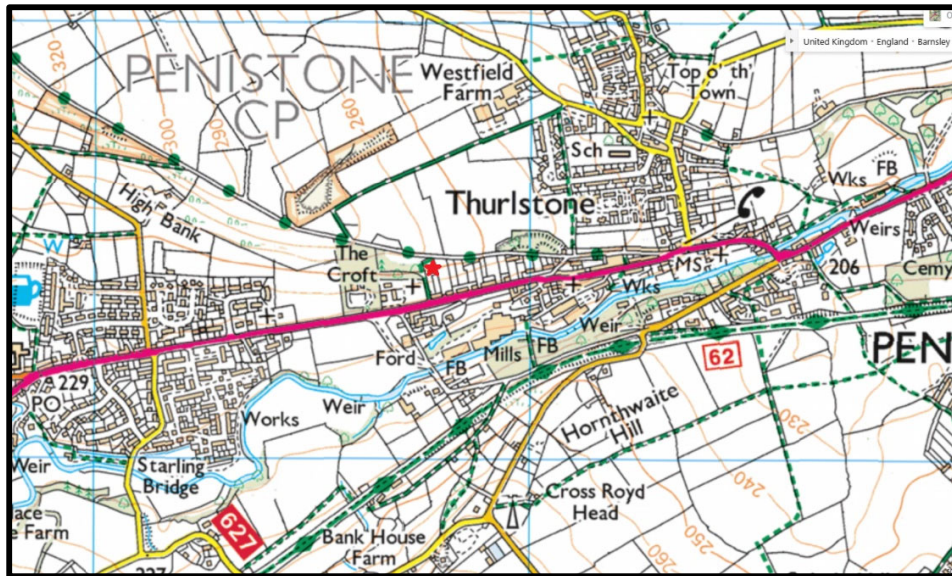 United Kingdom · England · Barnsley
320
PENISTONE
CP
300
290
260
Westfield
Farm
Top o' th'
Town
Sch
High Bank
Thurlstone
Wks
FB
Weirs
W
The
Croft
MS
206
Wks
Cemy
Weir
Ford
FB
Mills
FB
62
PEN
229
PO
Weir
Works
Hornthwaite
Hill
230
Weir
Starling
Bridge
240
Cross Royd
Head
250
260
ace
e Farm
627
Bank House
Farm